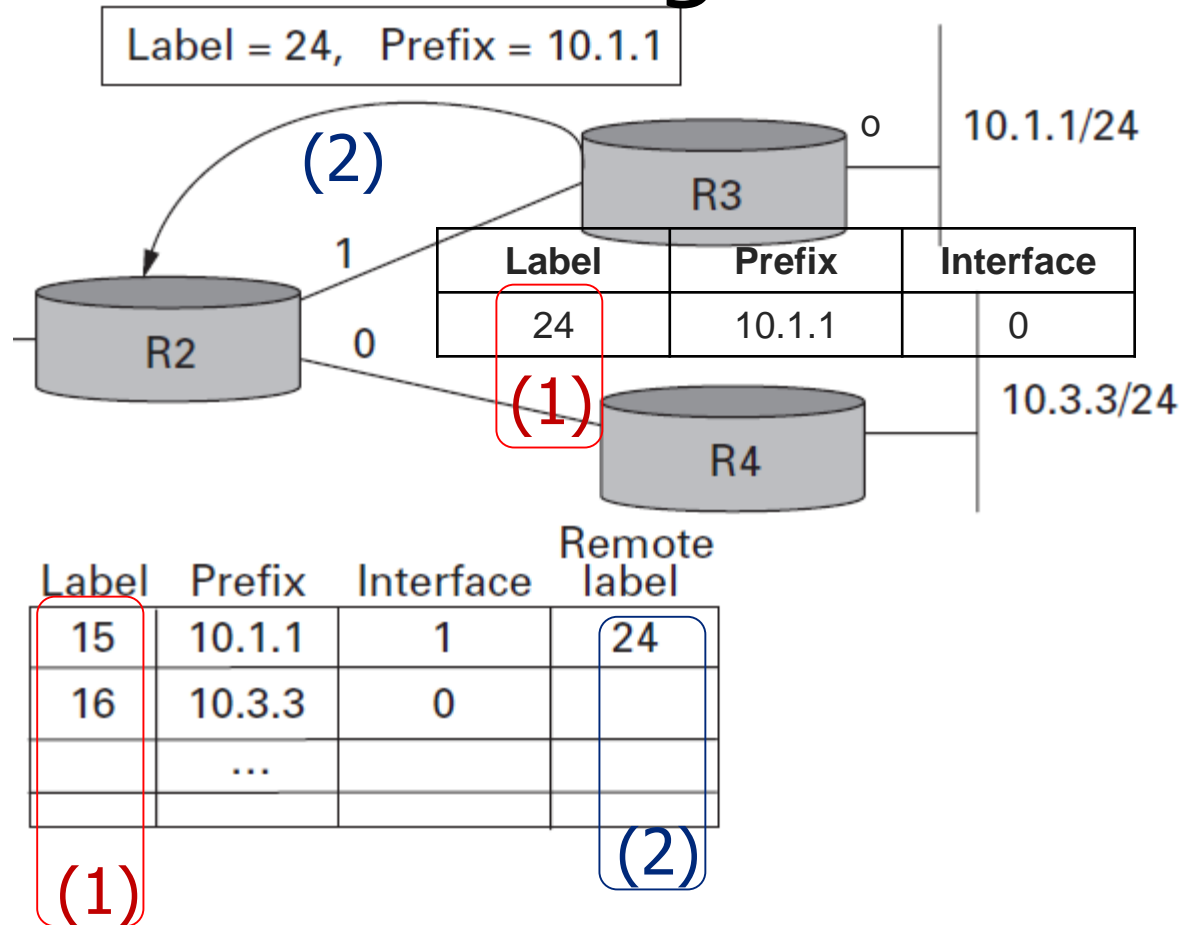 Label = 24, Prefix = 10.1.1
(2)
o 10.1.1/24
R3
1
Label Prefix Interface
24 10.1.1 0
R2
0
(1)
10.3.3/24
R4
Remote
Label Prefix Interface label
15 10.1.1 1 24
16 10.3.3 0
...
(2)
(1)